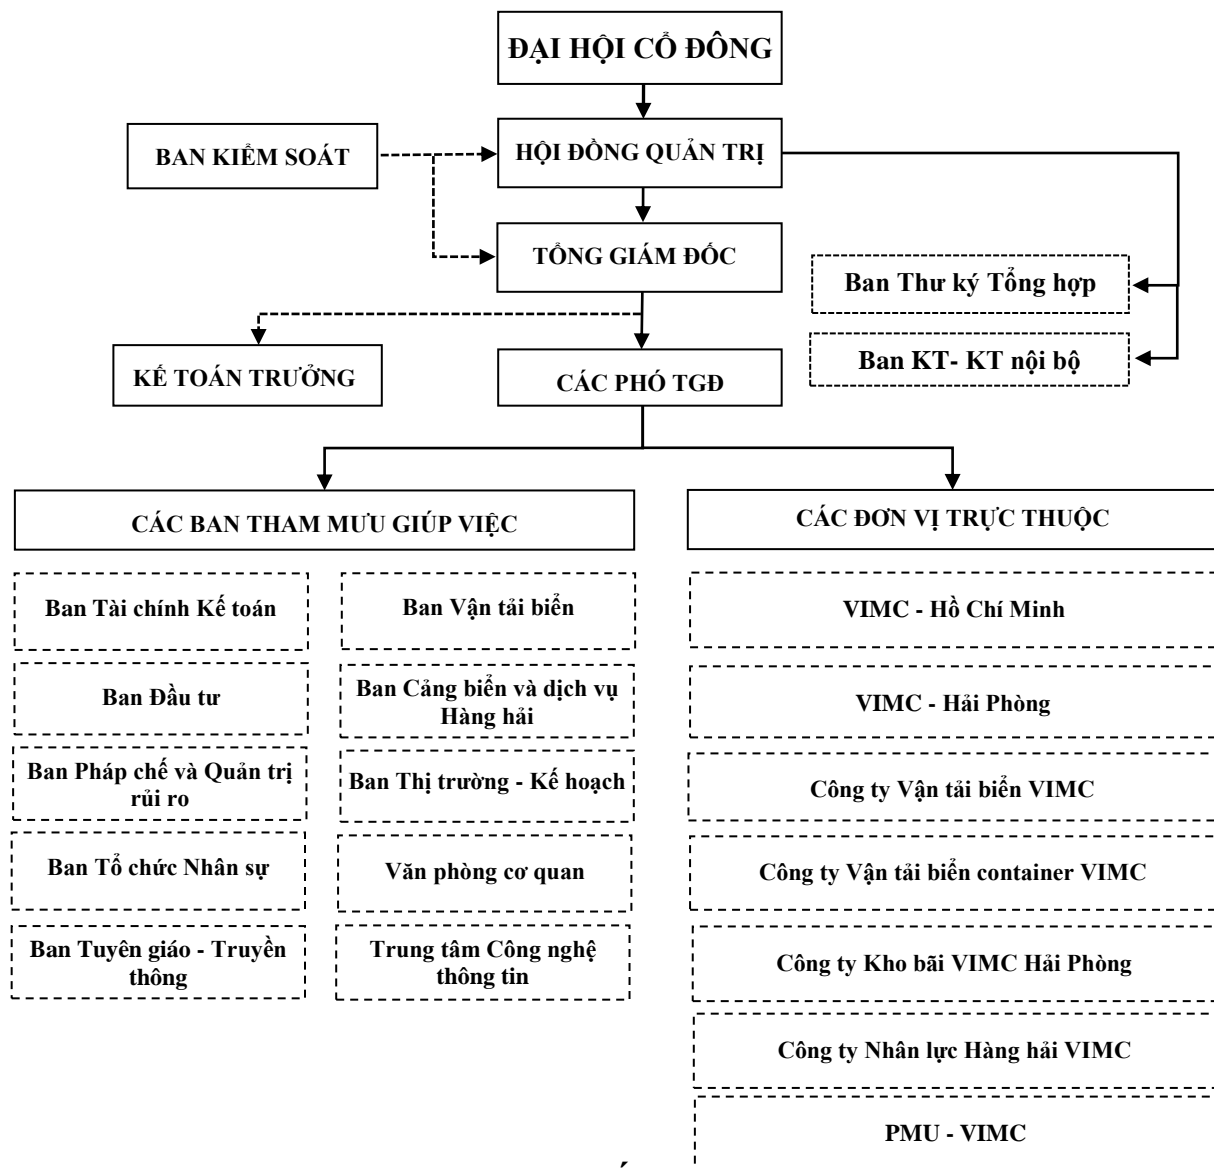 ĐẠI HỘI CỔ ĐÔNG
BAN KIỂM SOÁT
HỘI ĐỒNG QUẢN TRỊ
TỔNG GIÁM ĐỐC
Ban Thư ký Tổng hợp
Ban KT- KT nội bộ
KẾ TOÁN TRƯỞNG
CÁC PHÓ TGĐ
CÁC BAN THAM MƯU GIÚP VIỆC
CÁC ĐƠN VỊ TRỰC THUỘC
Ban Tài chính Kế toán
Ban Đầu tư
Ban Pháp chế và Quản trị
rủi ro
Ban Tổ chức Nhân sự
Ban Tuyên giáo - Truyền
thông
Ban Vận tải biển
Ban Cảng biển và dịch vụ
Hàng hải
Ban Thị trường - Kế hoạch
Văn phòng cơ quan
Trung tâm Công nghệ
thông tin
VIMC - Hồ Chí Minh
VIMC - Hải Phòng
Công ty Vận tải biển VIMC
Công ty Vận tải biển container VIMC
Công ty Kho bãi VIMC Hải Phòng
Công ty Nhân lực Hàng hải VIMC
PMU - VIMC